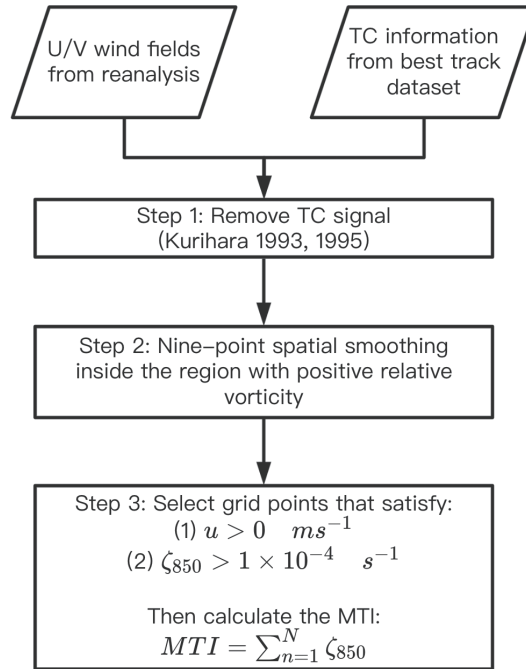 U/V wind fields
from reanalysis
TC information
from best track
dataset
Step 1: Remove TC signal
(Kurihara 1993, 1995)
Step 2: Nine–point spatial smoothing
inside the region with positive relative
vorticity
Step 3: Select grid points that satisfy:
(1) u > 0 ms⁻¹
(2) ζ₈₅₀ > 1 × 10⁻⁴ s⁻¹
Then calculate the MTI:
MTI = ∑ₙ₌₁ᴺ ζ₈₅₀